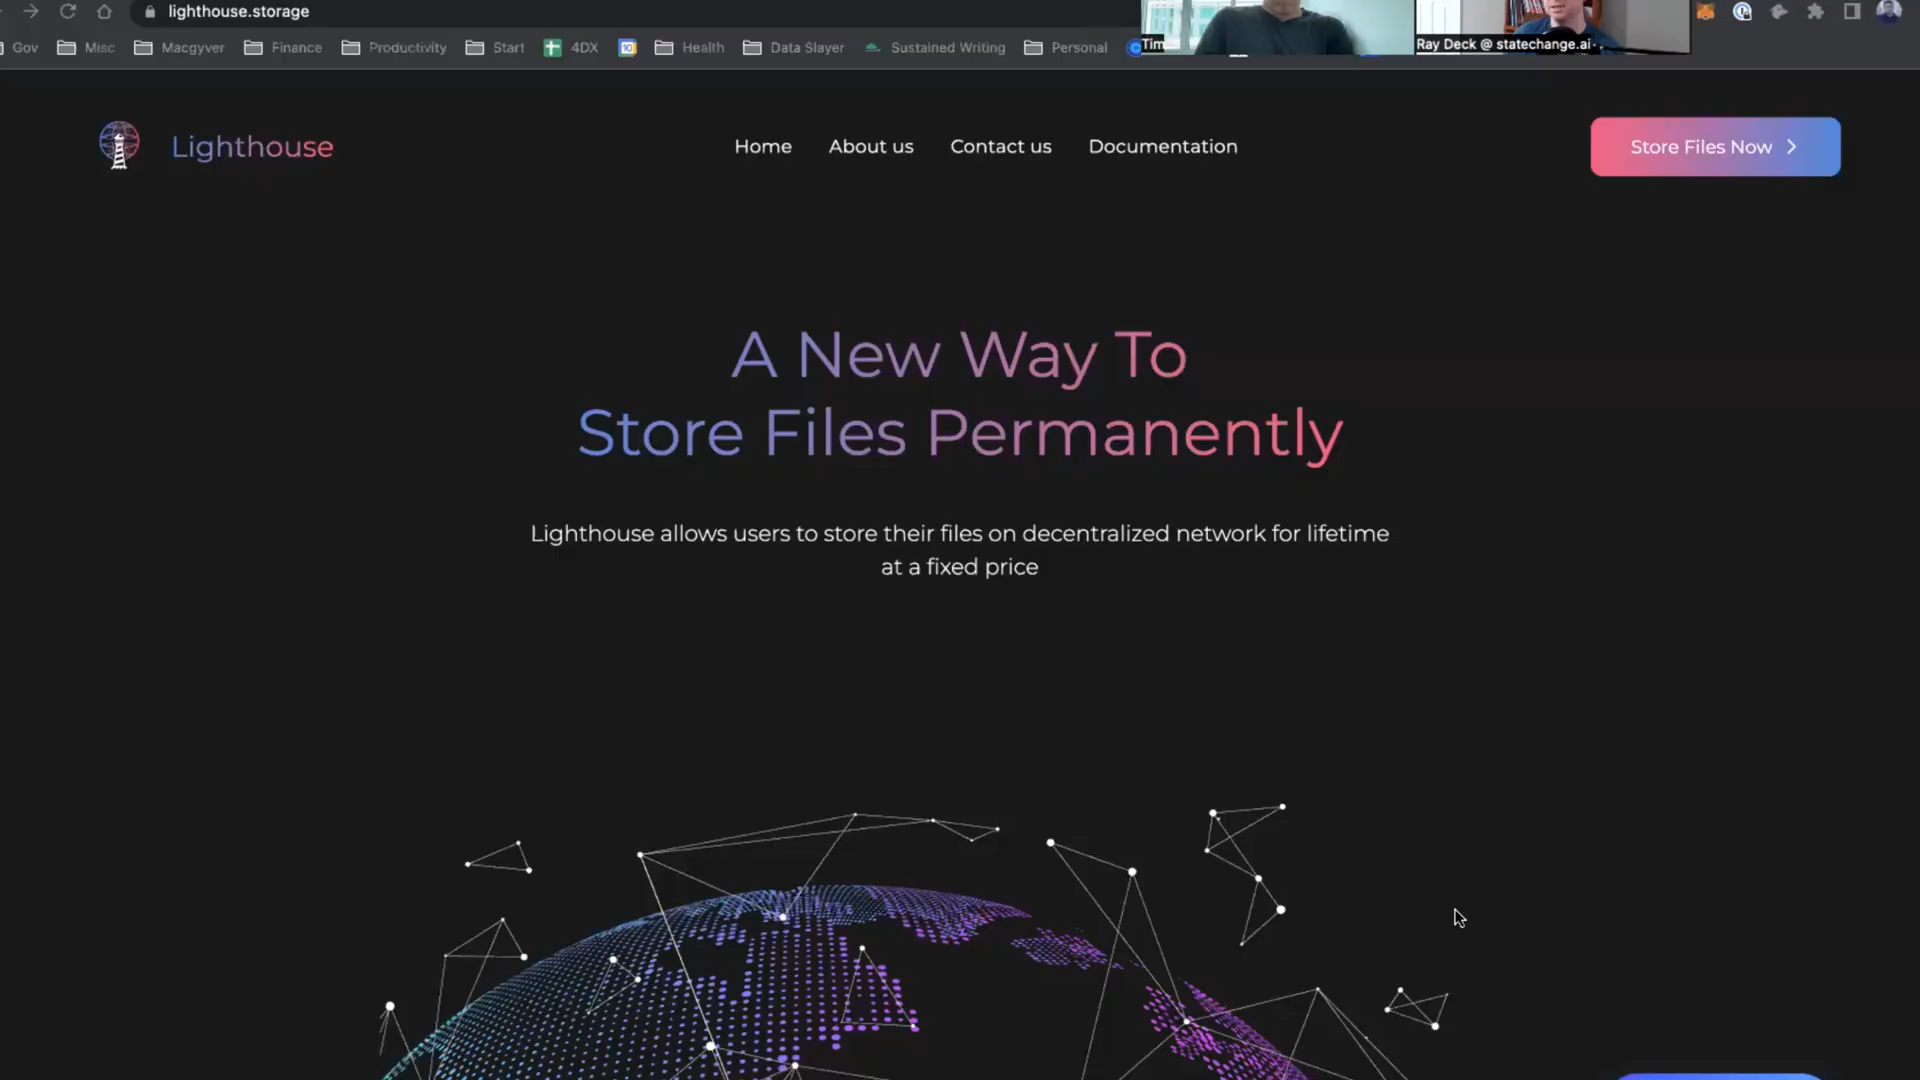 lighthouse.storage
Gov Misc Macgyver Finance Productivity Start 4DX Health Data Slayer Sustained Writing Personal
Tim
Ray Deck @ statechange.ai
Lighthouse
Home About us Contact us Documentation
Store Files Now
A New Way To
Store Files Permanently
Lighthouse allows users to store their files on decentralized network for lifetime
at a fixed price